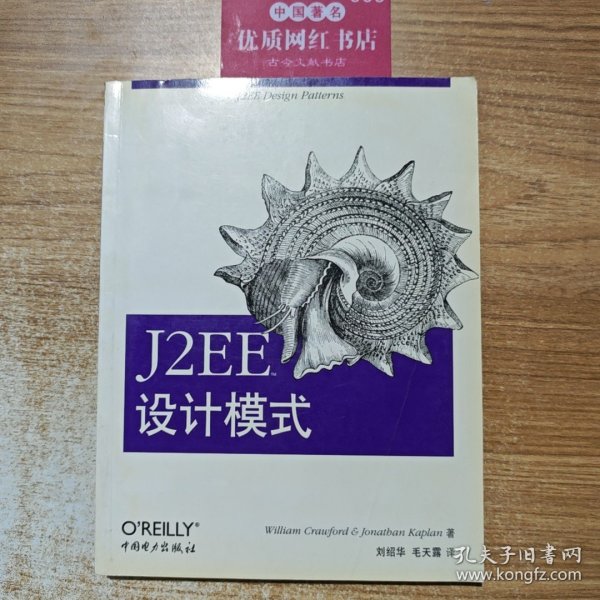 中国著名
优质网红书店
古今文献书店
J2EE Design Patterns
J2EE™
设计模式
O'REILLY®
中国电力出版社
William Crawford & Jonathan Kaplan 著
刘绍华 毛天露 译
孔夫子旧书网
www.kongfz.com